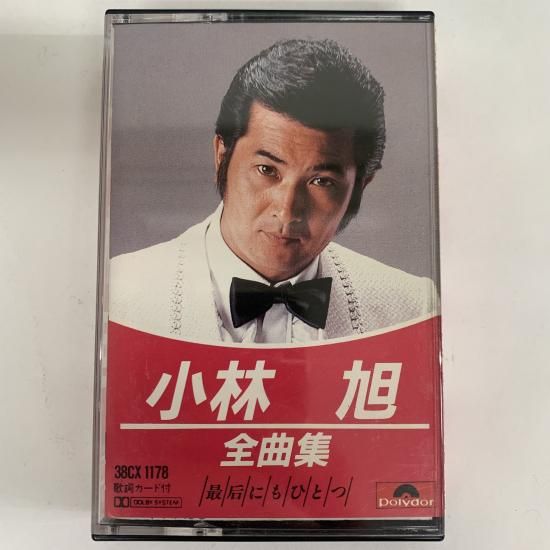 小林 旭
全曲集
38CX 1178
歌詞カード付
DOLBY SYSTEM
/最/后/に/も/ひ/と/つ/
polydor